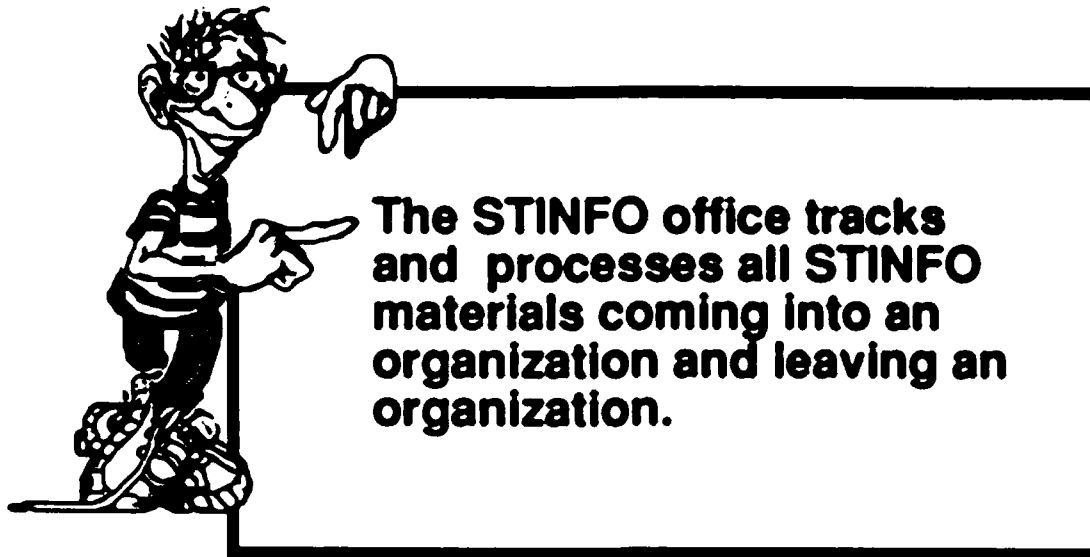 The STINFO office tracks
and processes all STINFO
materials coming into an
organization and leaving an
organization.